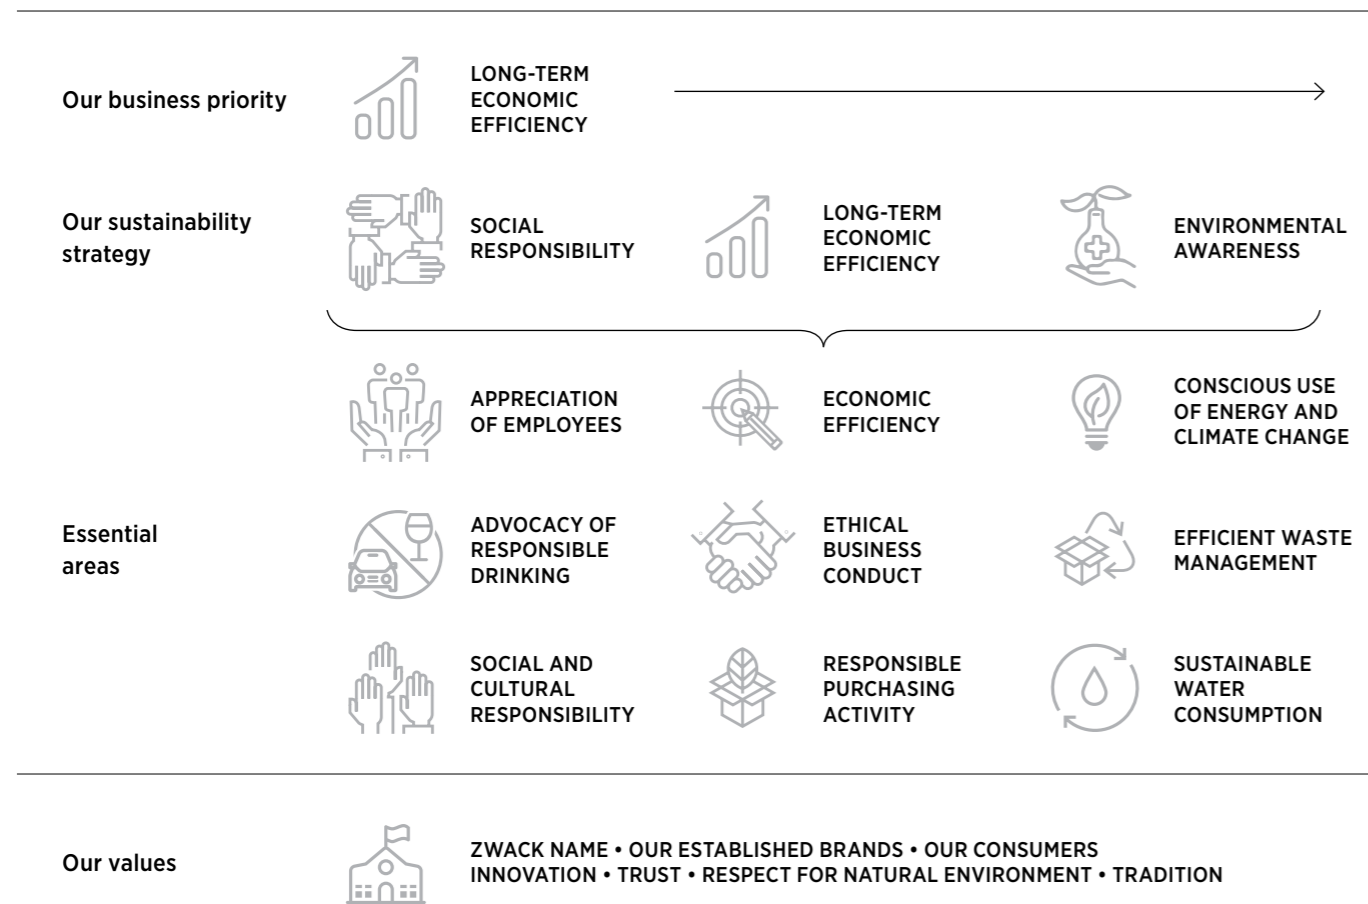 Our business priority
LONG-TERM
ECONOMIC
EFFICIENCY
Our sustainability
strategy
SOCIAL
RESPONSIBILITY
LONG-TERM
ECONOMIC
EFFICIENCY
ENVIRONMENTAL
AWARENESS
Essential
areas
APPRECIATION
OF EMPLOYEES
ECONOMIC
EFFICIENCY
CONSCIOUS USE
OF ENERGY AND
CLIMATE CHANGE
ADVOCACY OF
RESPONSIBLE
DRINKING
ETHICAL
BUSINESS
CONDUCT
EFFICIENT WASTE
MANAGEMENT
SOCIAL AND
CULTURAL
RESPONSIBILITY
RESPONSIBLE
PURCHASING
ACTIVITY
SUSTAINABLE
WATER
CONSUMPTION
Our values
ZWACK NAME • OUR ESTABLISHED BRANDS • OUR CONSUMERS
INNOVATION • TRUST • RESPECT FOR NATURAL ENVIRONMENT • TRADITION